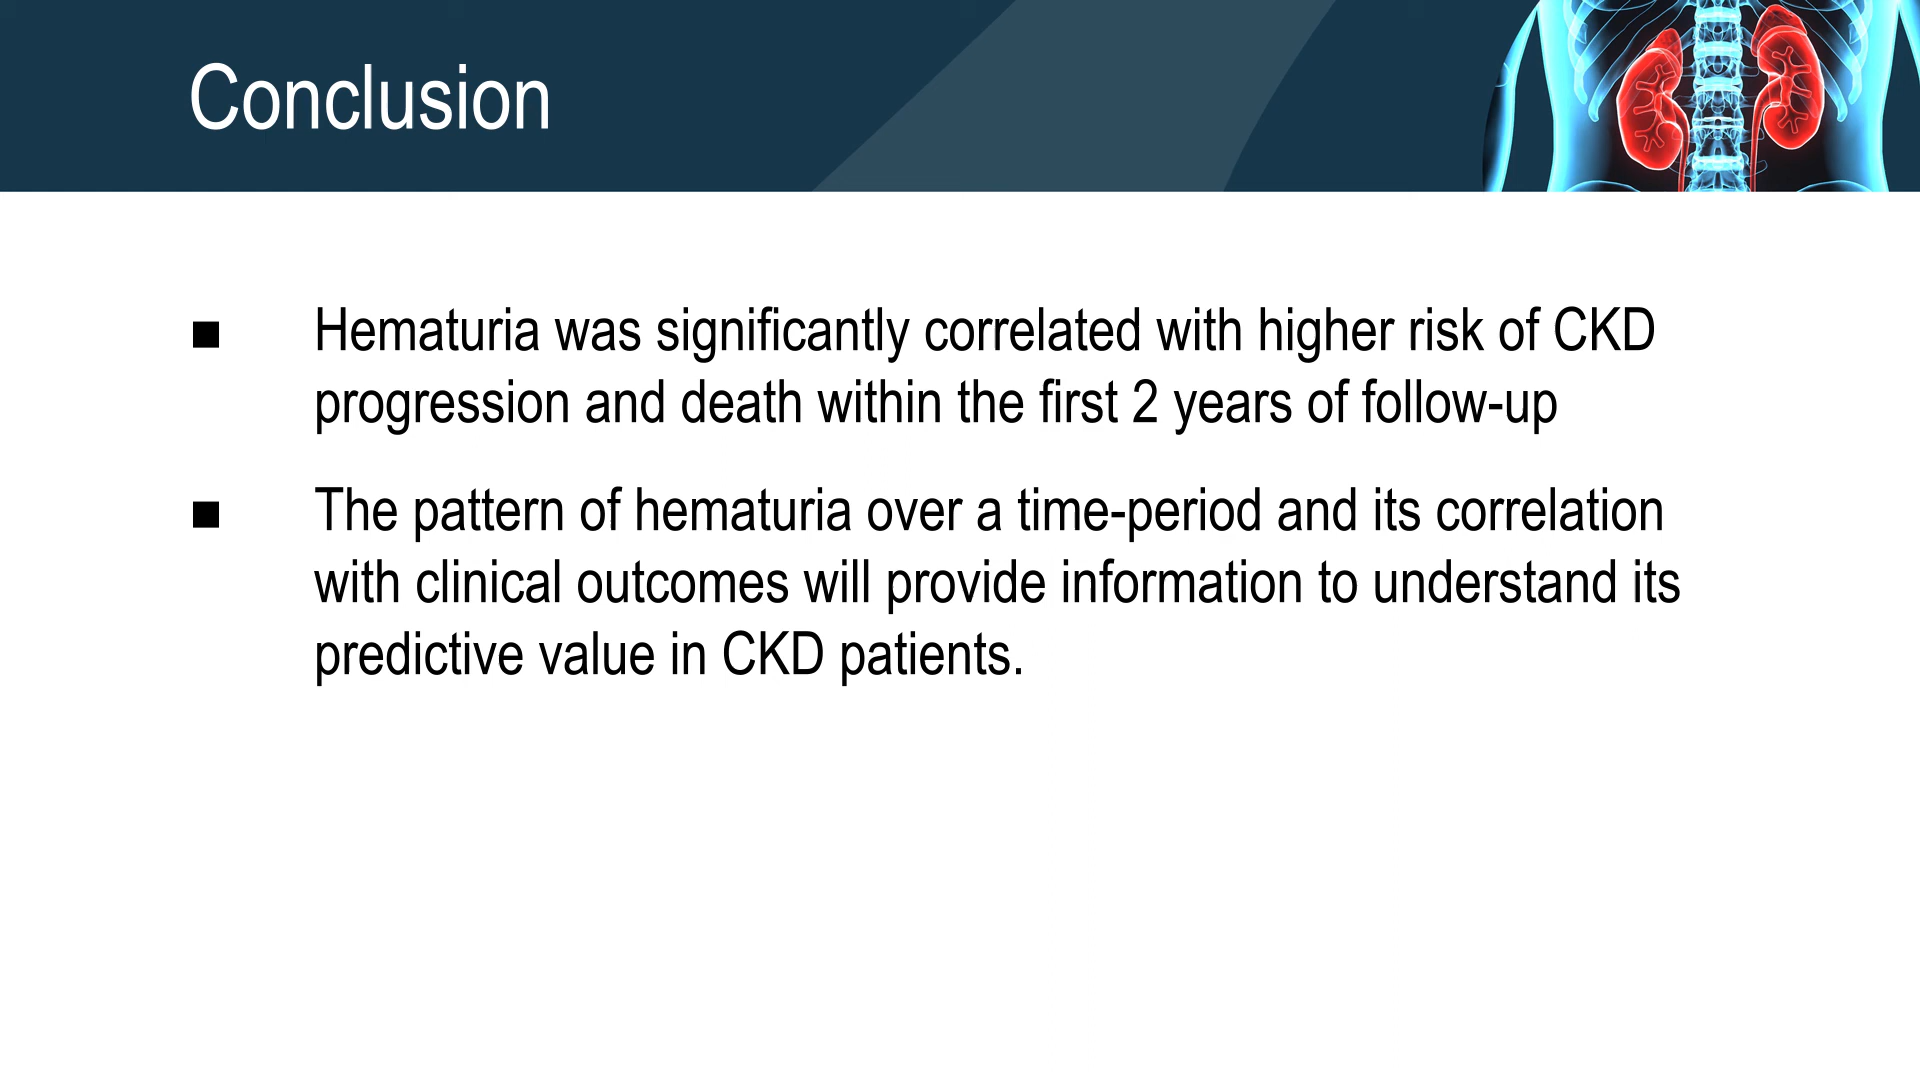 Conclusion
■ Hematuria was significantly correlated with higher risk of CKD
progression and death within the first 2 years of follow-up
■ The pattern of hematuria over a time-period and its correlation
with clinical outcomes will provide information to understand its
predictive value in CKD patients.